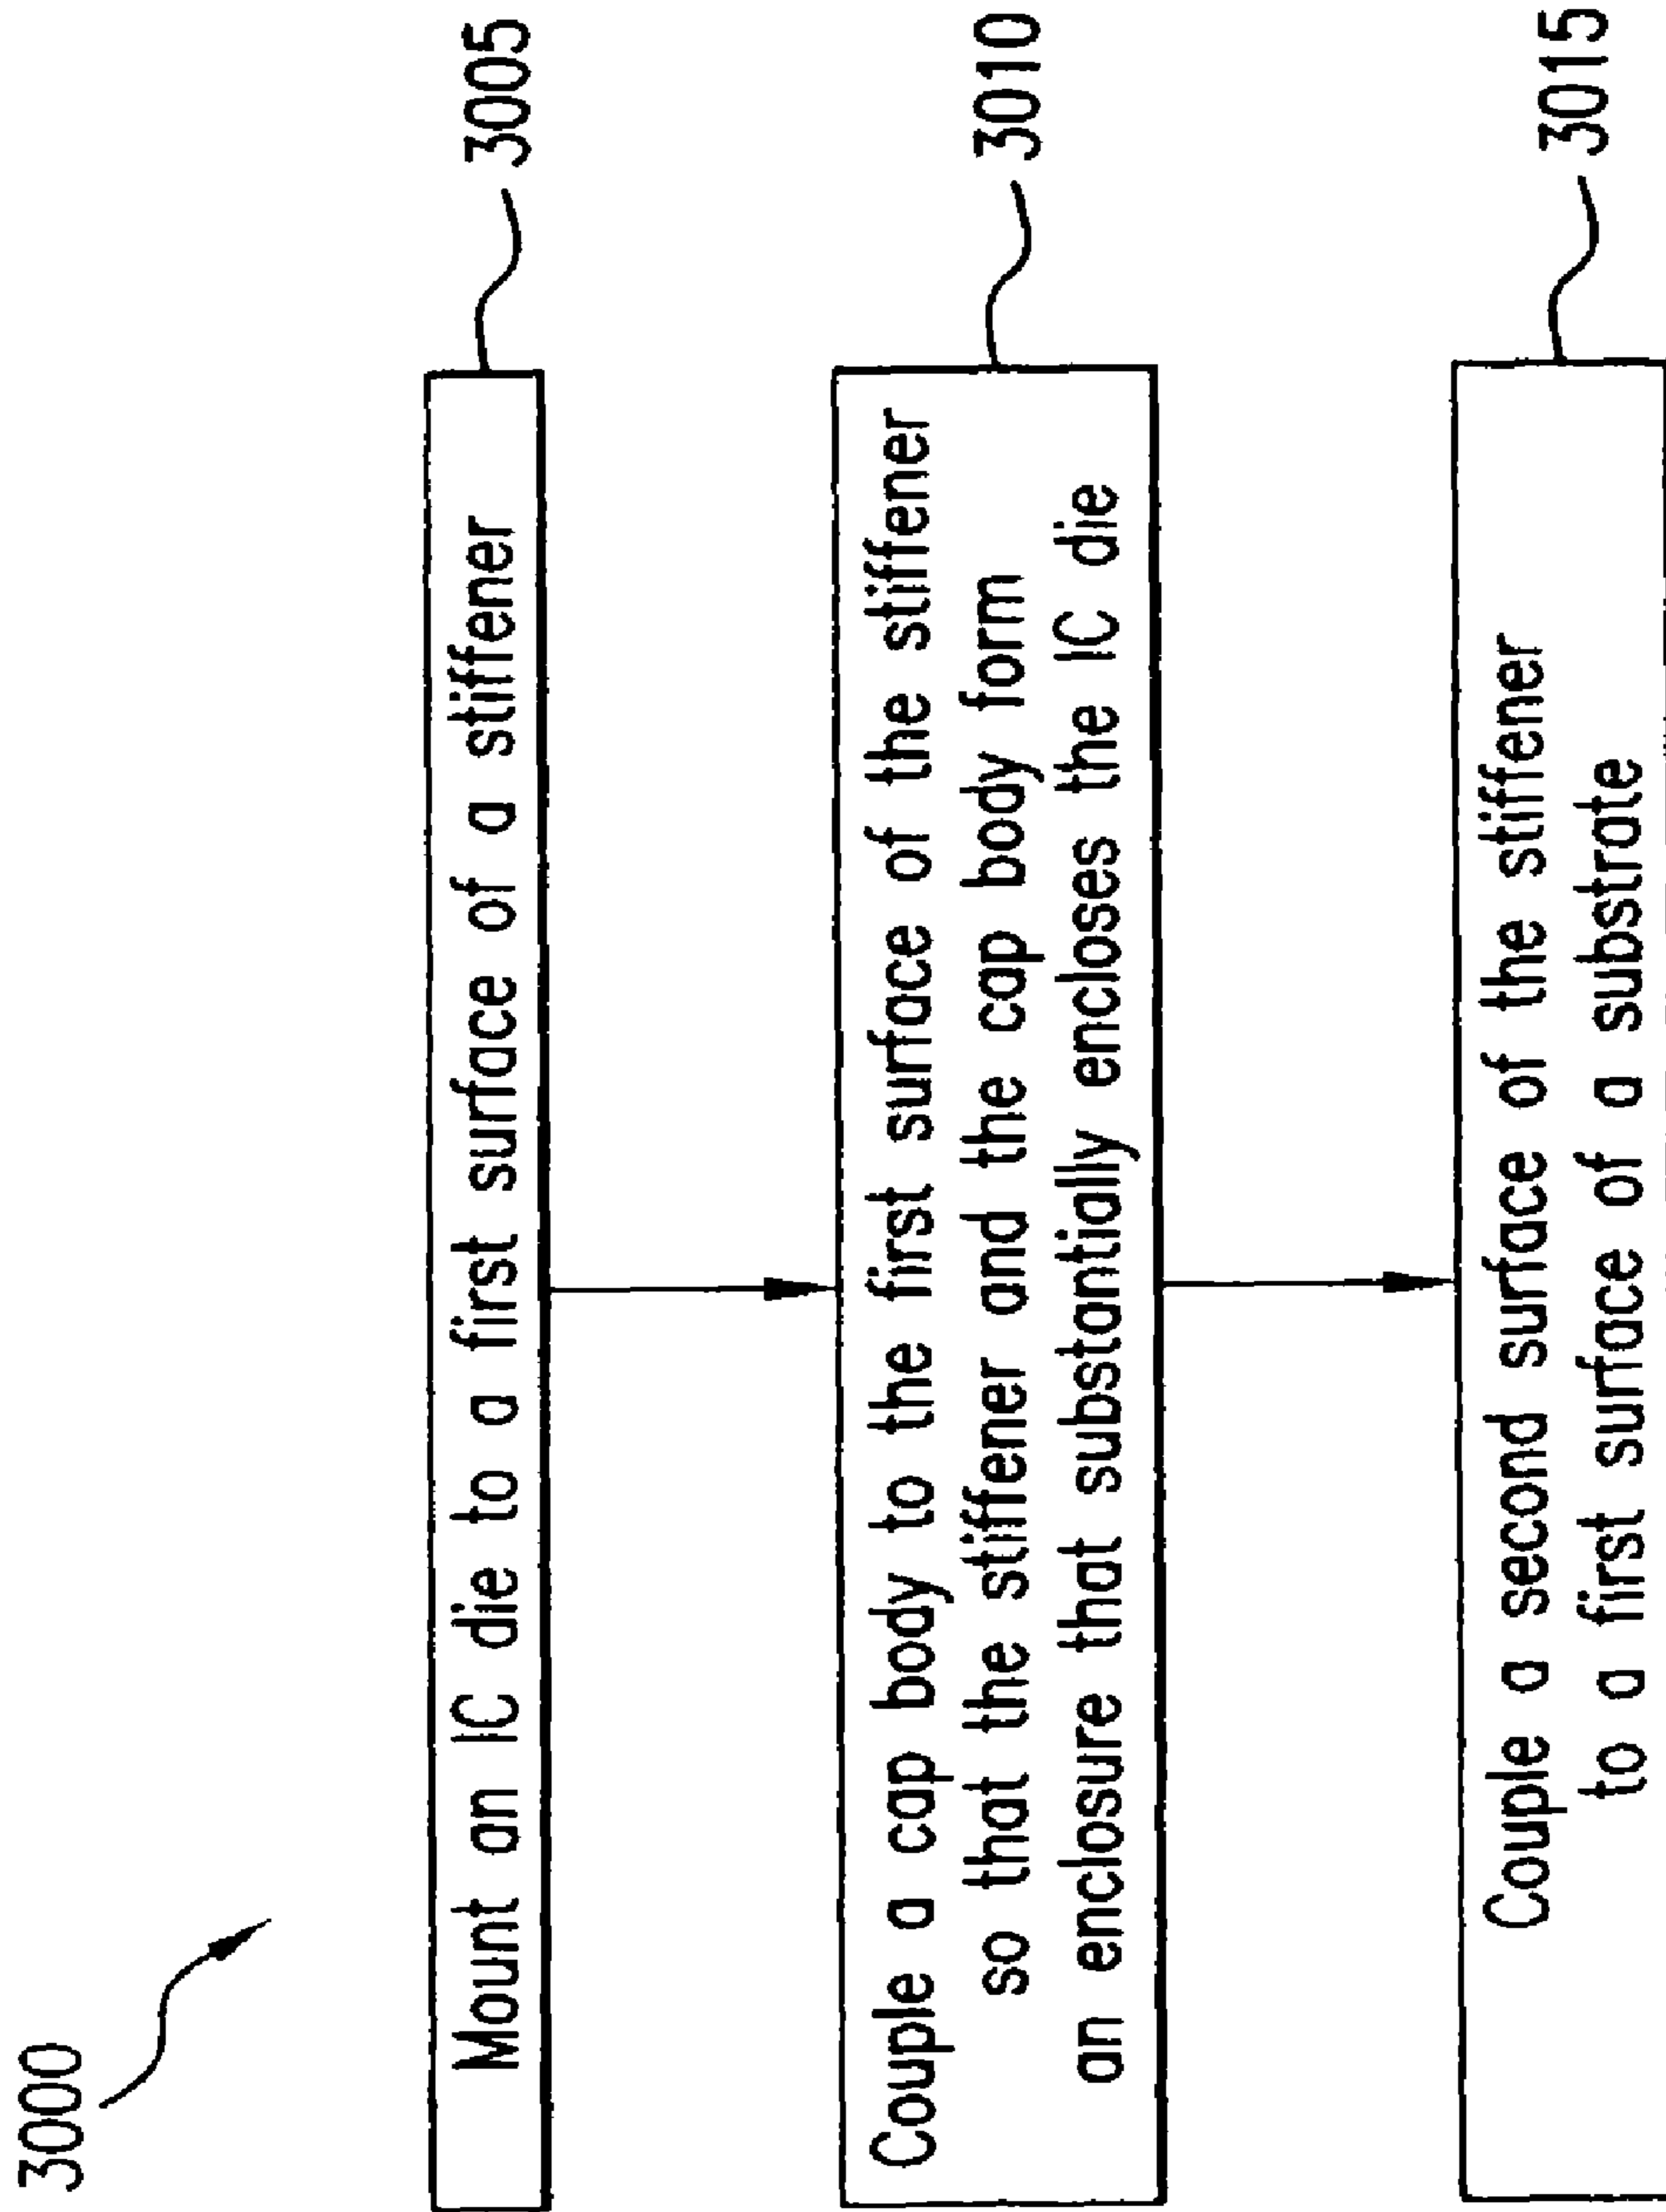 3000
Mount an IC die to a first surface of a stiffener
3005
Couple a cap body to the first surface of the stiffener
so that the stiffener and the cap body form
an enclosure that substantially encloses the IC die
3010
Couple a second surface of the stiffener
to a first surface of a substrate
3015